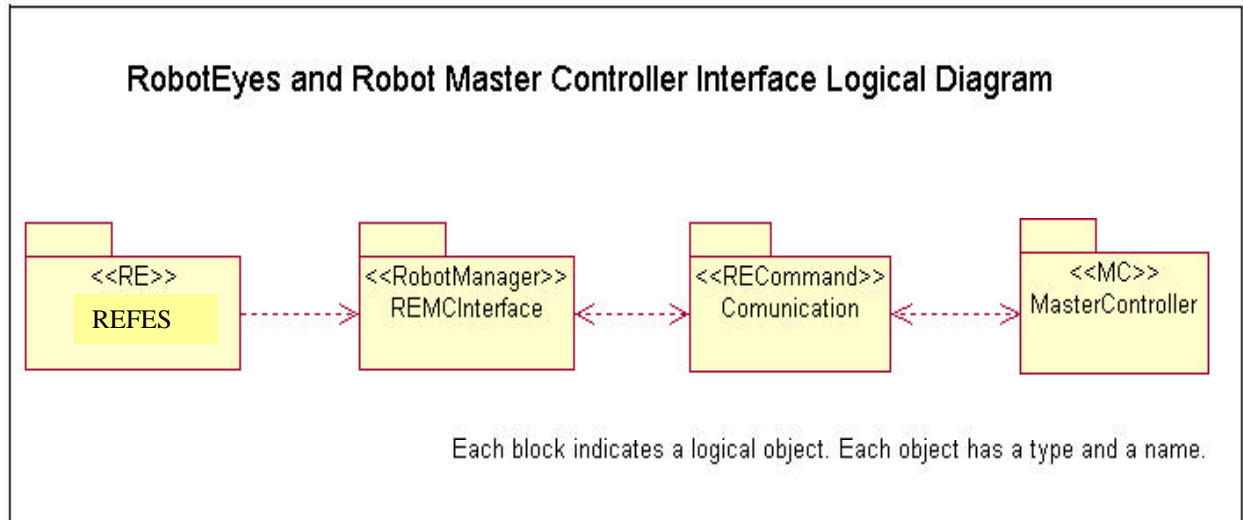 RobotEyes and Robot Master Controller Interface Logical Diagram
<<RE>>
REFES
<<RobotManager>>
REMCInterface
<<RECommand>>
Comunication
<<MC>>
MasterController
Each block indicates a logical object. Each object has a type and a name.